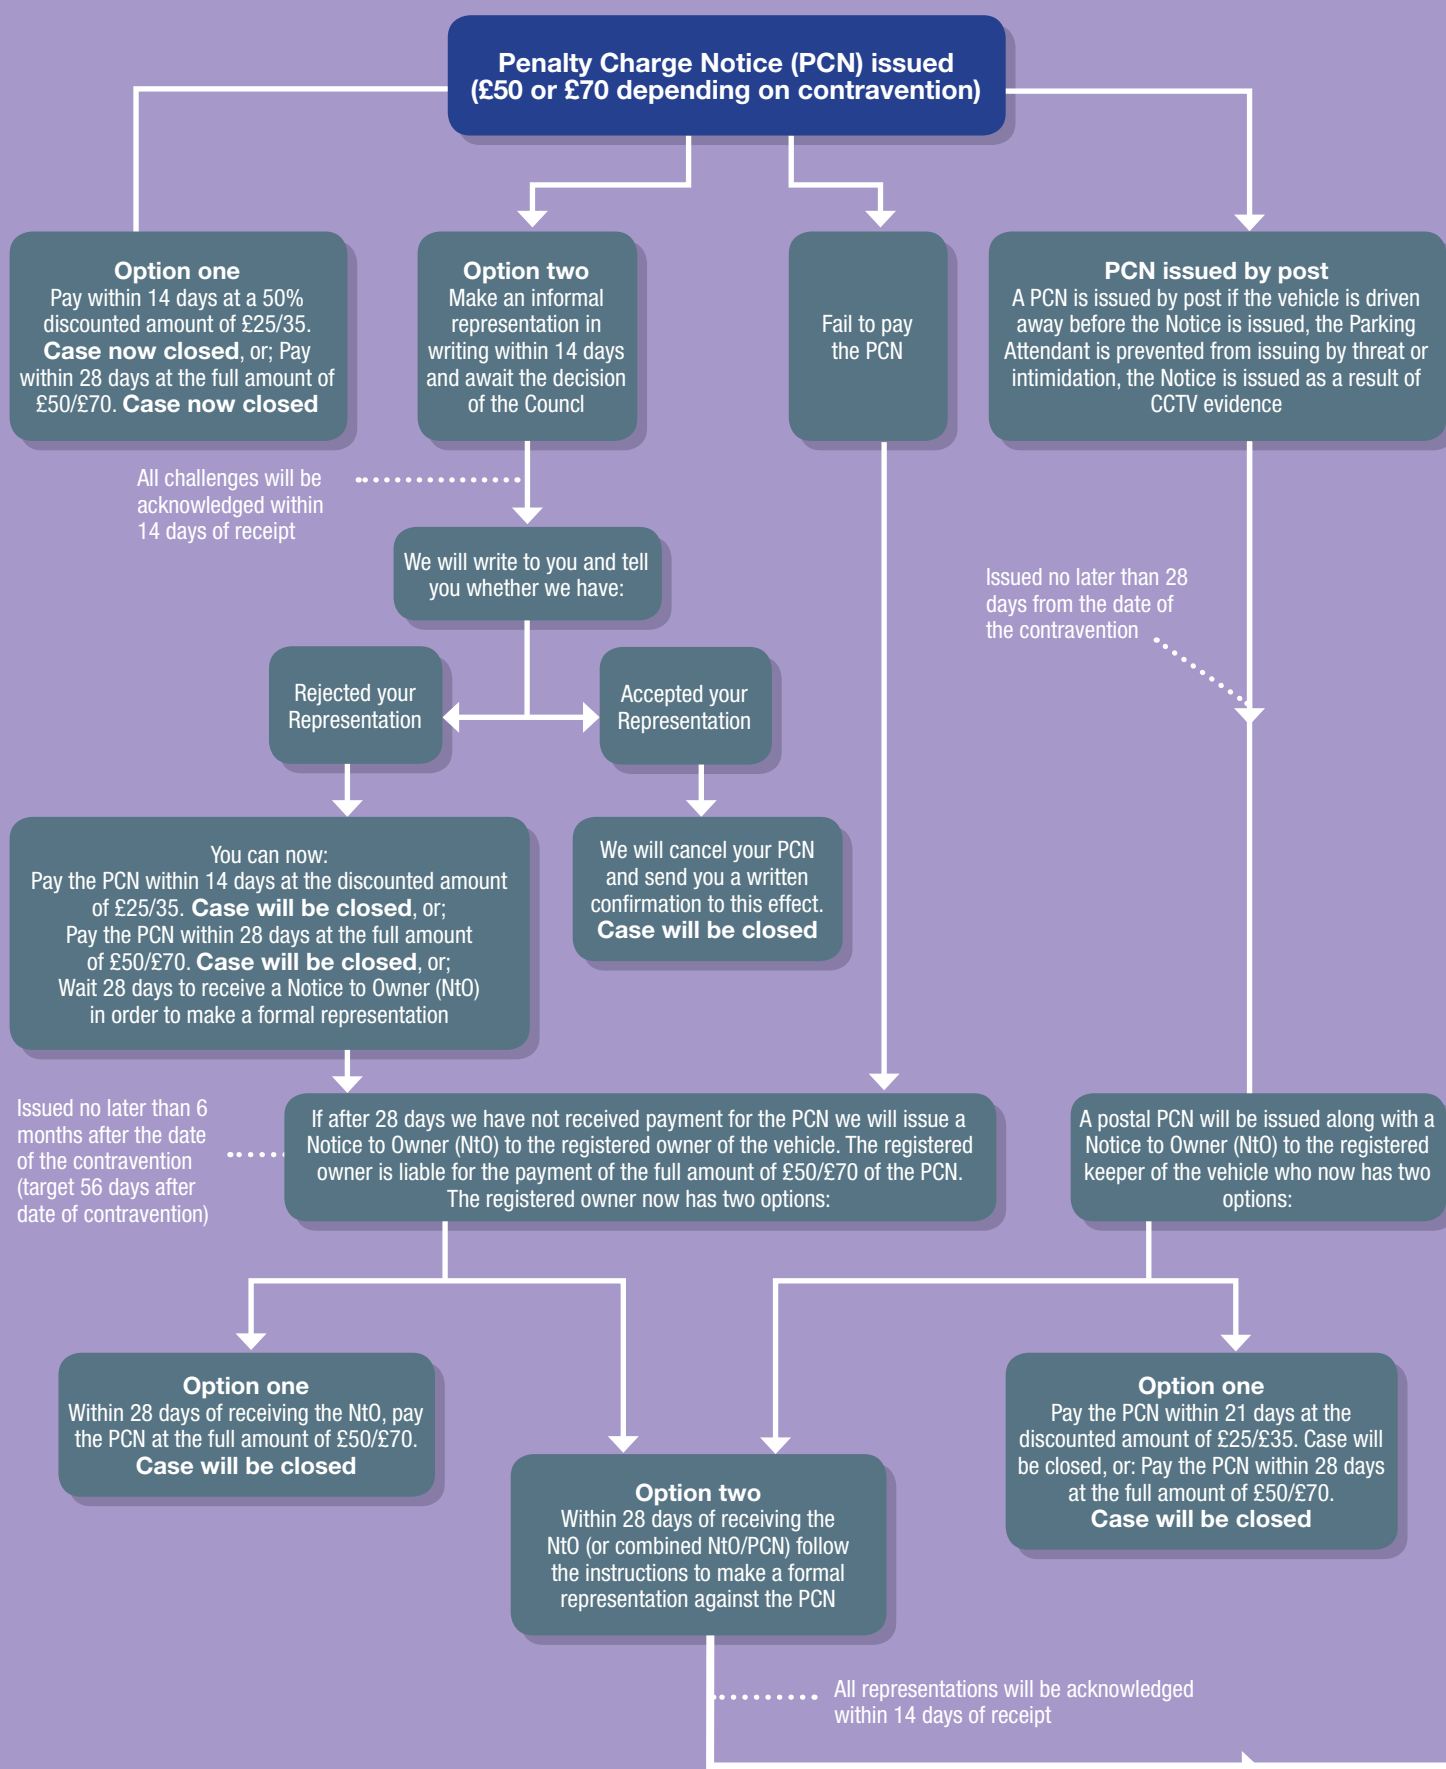 Penalty Charge Notice (PCN) issued
(£50 or £70 depending on contravention)
Option one
Pay within 14 days at a 50%
discounted amount of £25/35.
Case now closed, or; Pay
within 28 days at the full amount of
£50/£70. Case now closed
Option two
Make an informal
representation in
writing within 14 days
and await the decision
of the Councl
Fail to pay
the PCN
PCN issued by post
A PCN is issued by post if the vehicle is driven
away before the Notice is issued, the Parking
Attendant is prevented from issuing by threat or
intimidation, the Notice is issued as a result of
CCTV evidence
All challenges will be
acknowledged within
14 days of receipt
We will write to you and tell
you whether we have:
Issued no later than 28
days from the date of
the contravention
Rejected your
Representation
Accepted your
Representation
You can now:
Pay the PCN within 14 days at the discounted amount
of £25/35. Case will be closed, or;
Pay the PCN within 28 days at the full amount
of £50/£70. Case will be closed, or;
Wait 28 days to receive a Notice to Owner (NtO)
in order to make a formal representation
We will cancel your PCN
and send you a written
confirmation to this effect.
Case will be closed
Issued no later than 6
months after the date
of the contravention
(target 56 days after
date of contravention)
If after 28 days we have not received payment for the PCN we will issue a
Notice to Owner (NtO) to the registered owner of the vehicle. The registered
owner is liable for the payment of the full amount of £50/£70 of the PCN.
The registered owner now has two options:
A postal PCN will be issued along with a
Notice to Owner (NtO) to the registered
keeper of the vehicle who now has two
options:
Option one
Within 28 days of receiving the NtO, pay
the PCN at the full amount of £50/£70.
Case will be closed
Option two
Within 28 days of receiving the
NtO (or combined NtO/PCN) follow
the instructions to make a formal
representation against the PCN
Option one
Pay the PCN within 21 days at the
discounted amount of £25/£35. Case will
be closed, or: Pay the PCN within 28 days
at the full amount of £50/£70.
Case will be closed
All representations will be acknowledged
within 14 days of receipt